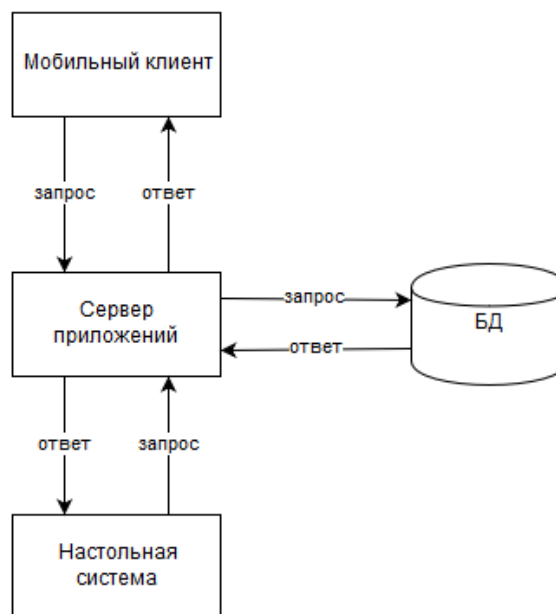 Мобильный клиент
запрос
ответ
Сервер
приложений
запрос
ответ
БД
ответ
запрос
Настольная
система